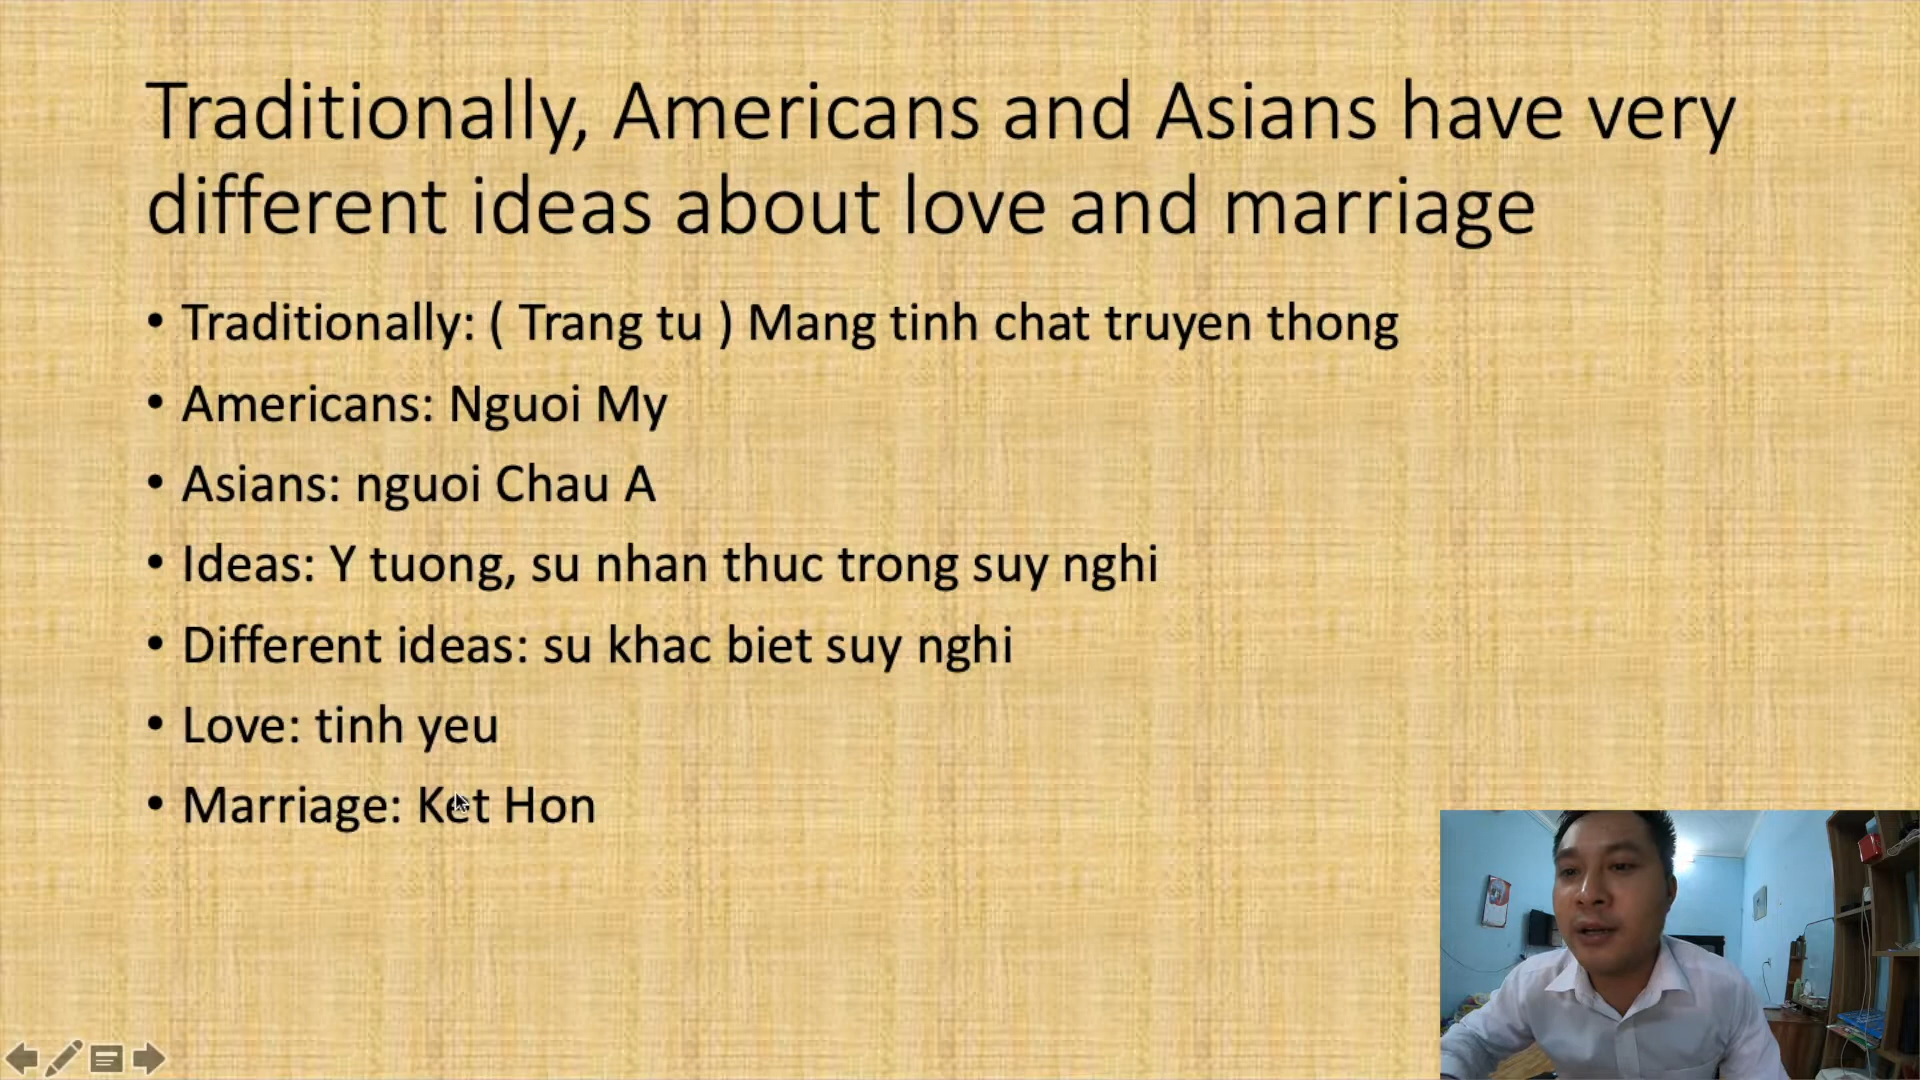 Traditionally, Americans and Asians have very
different ideas about love and marriage
• Traditionally: ( Trang tu ) Mang tinh chat truyen thong
• Americans: Nguoi My
• Asians: nguoi Chau A
• Ideas: Y tuong, su nhan thuc trong suy nghi
• Different ideas: su khac biet suy nghi
• Love: tinh yeu
• Marriage: Ket Hon